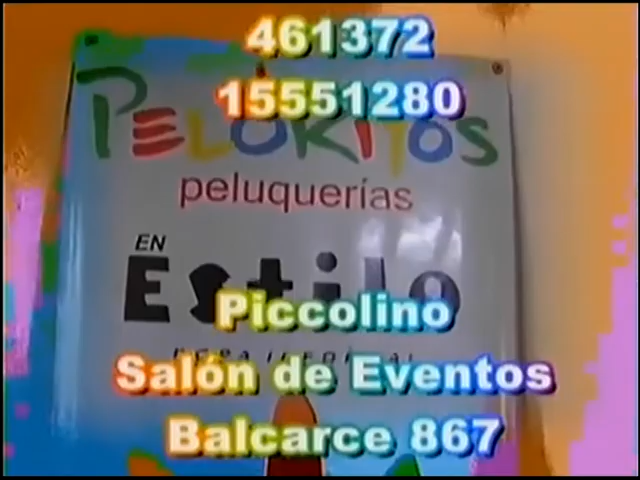 461372
15551280
PELOKITOS
peluquerías
EN
Estilo
Piccolino
Salón de Eventos
Balcarce 867